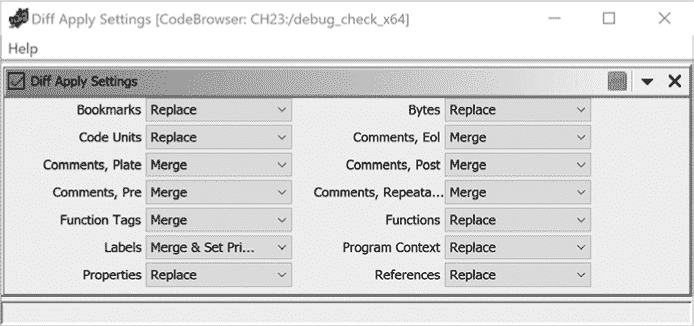 Diff Apply Settings [CodeBrowser: CH23:/debug_check_x64]
Help
Diff Apply Settings
Bookmarks Replace Bytes Replace
Code Units Replace Comments, Eol Merge
Comments, Plate Merge Comments, Post Merge
Comments, Pre Merge Comments, Repeata... Merge
Function Tags Merge Functions Replace
Labels Merge & Set Pri... Program Context Replace
Properties Replace References Replace